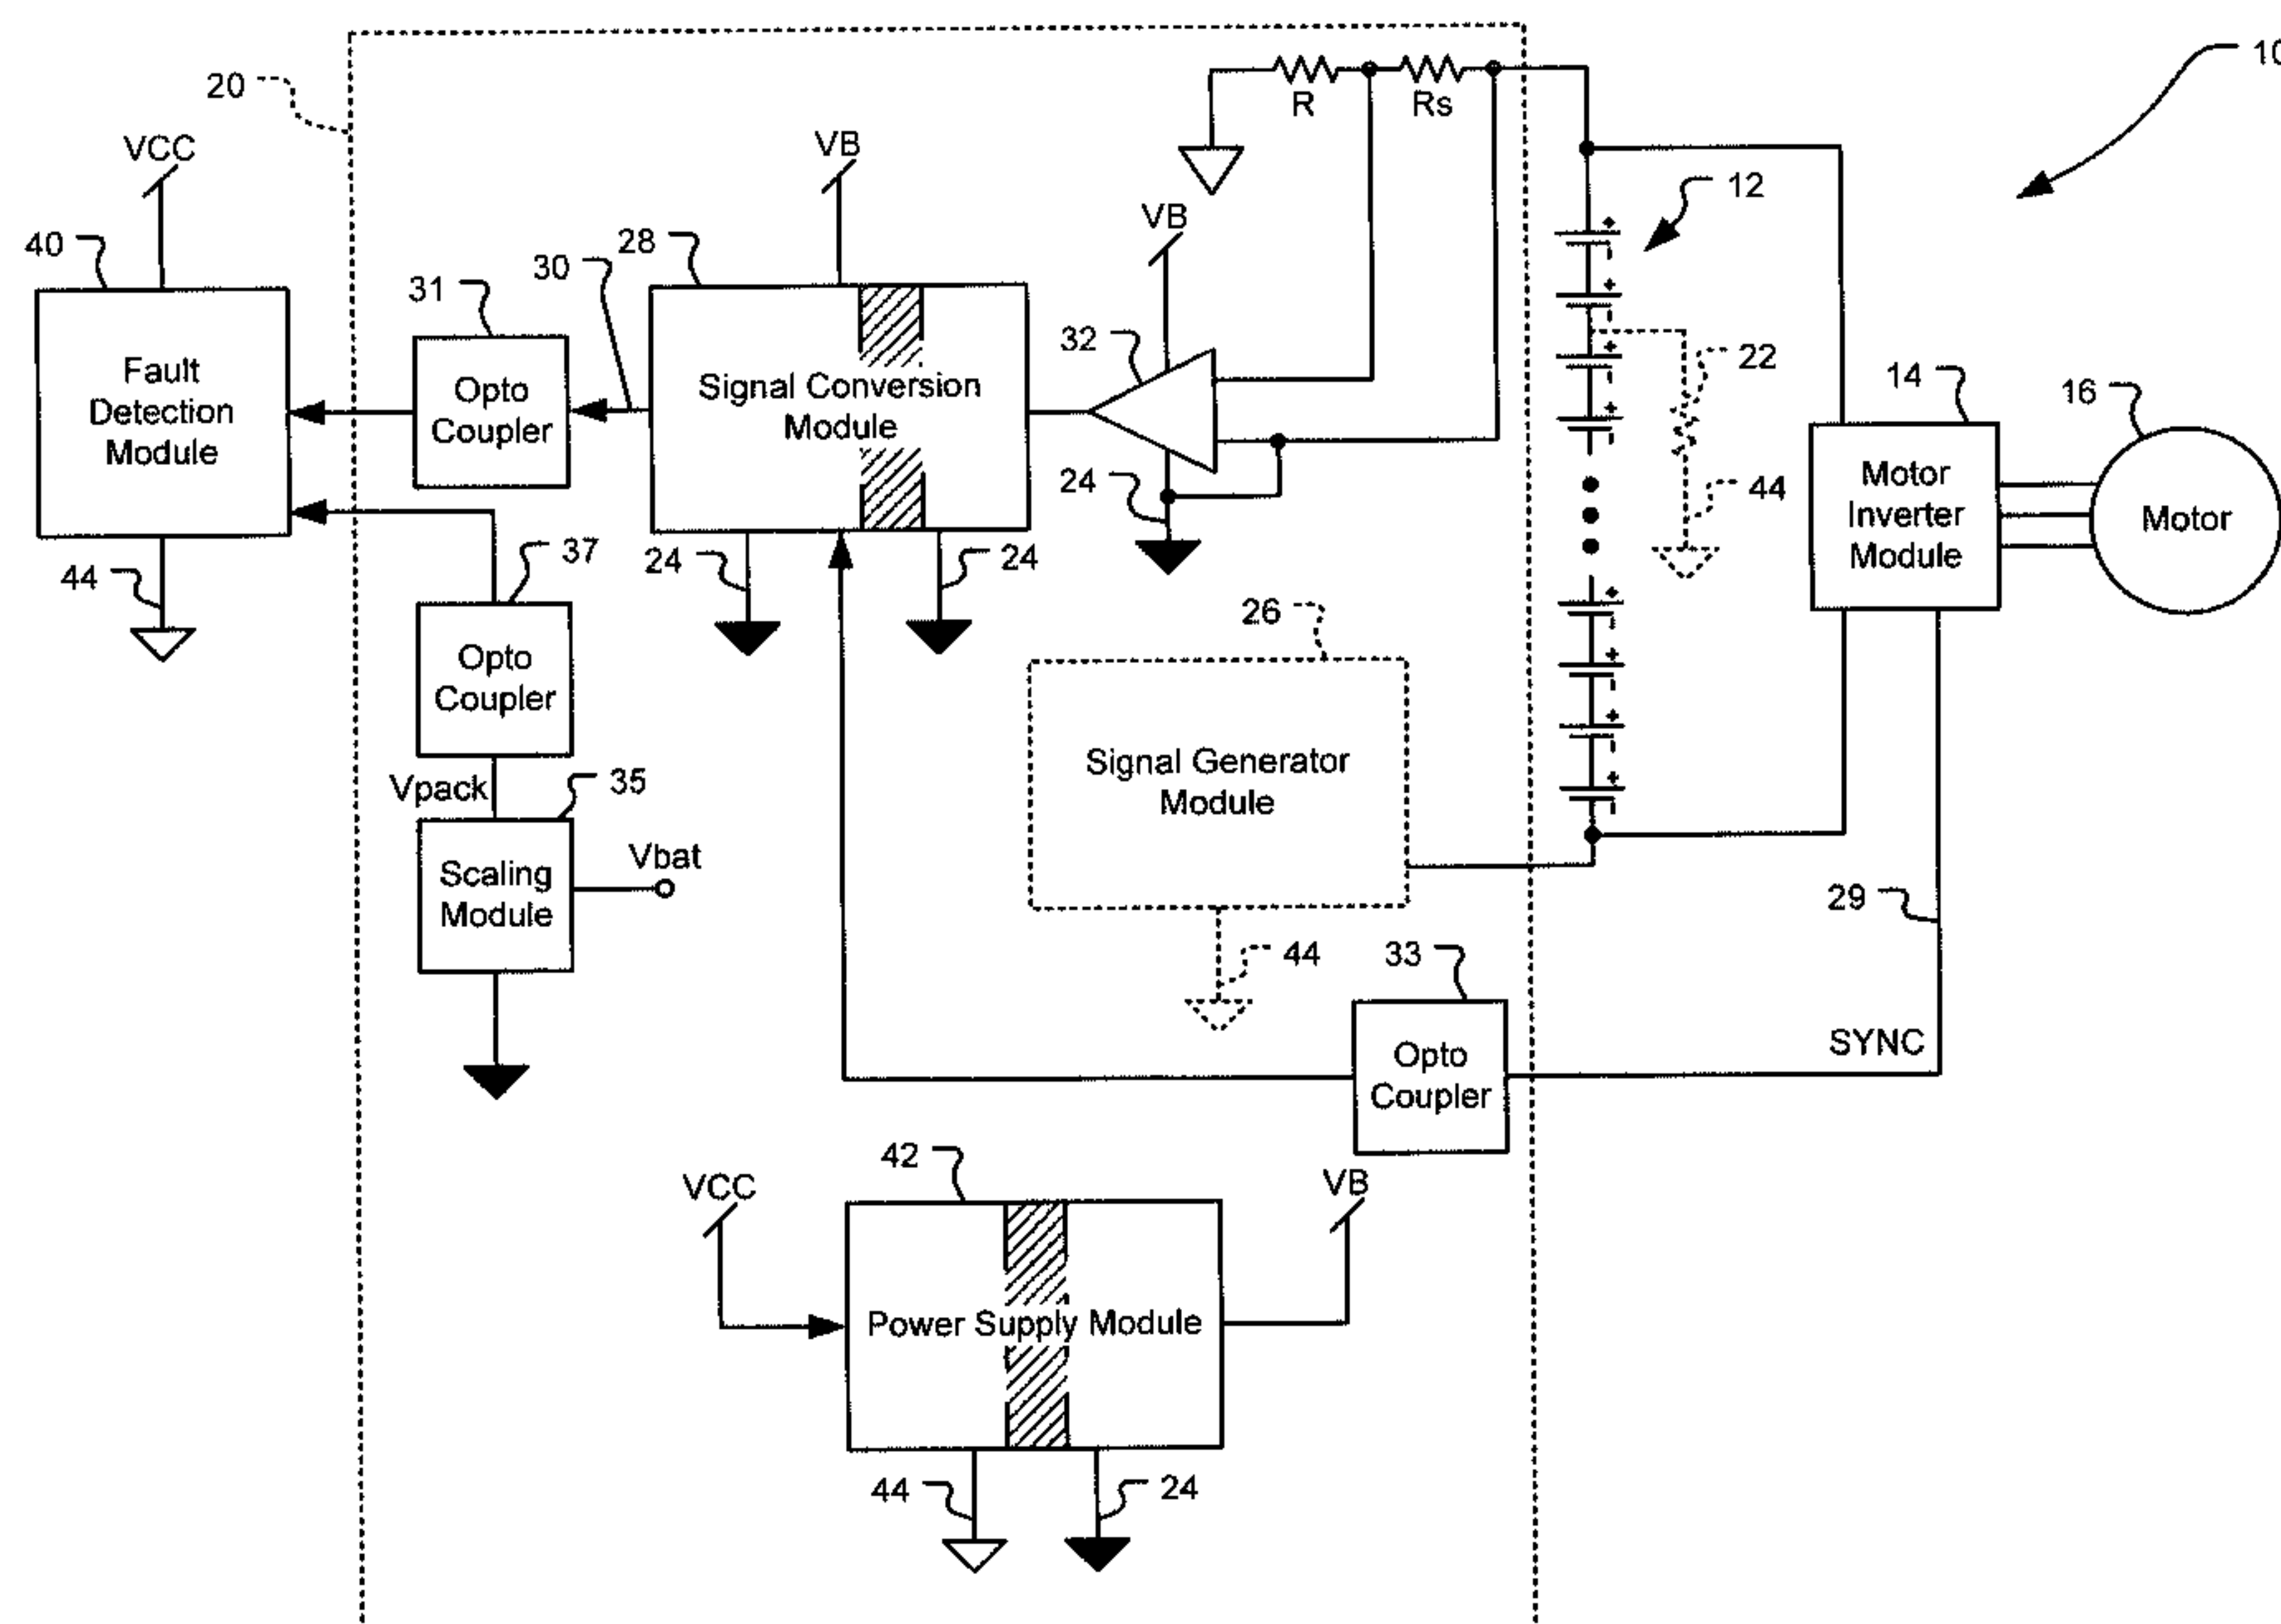 10
20
R
Rs
VCC
VB
12
VB
40
28
30
31
32
22
14
16
Fault
Detection
Module
Opto
Coupler
Signal Conversion
Module
24
44
Motor
Inverter
Module
Motor
44
37
24
24
Opto
Coupler
26
Vpack
35
Signal Generator
Module
Vbat
Scaling
Module
29
44
33
SYNC
Opto
Coupler
42
VCC
VB
Power Supply Module
44
24